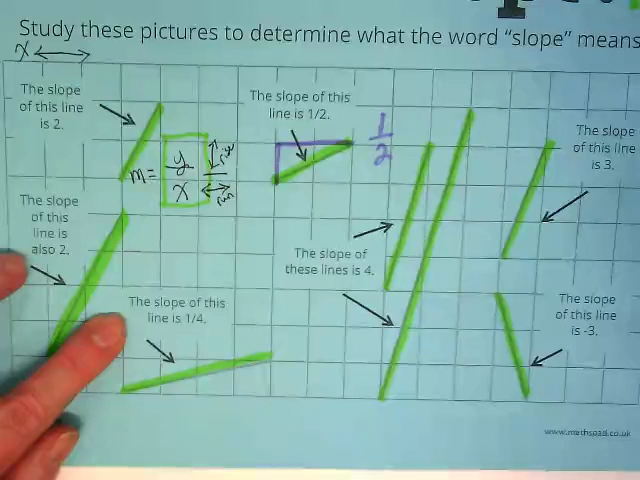 Study these pictures to determine what the word “slope” means
x
The slope
of this line
is 2.
The slope of this
line is 1/2.
1
2
The slope
of this line
is 3.
m = y
x
rise
run
The slope
of this
line is
also 2.
The slope of
these lines is 4.
The slope of this
line is 1/4.
The slope
of this line
is -3.
www.mathspad.co.uk